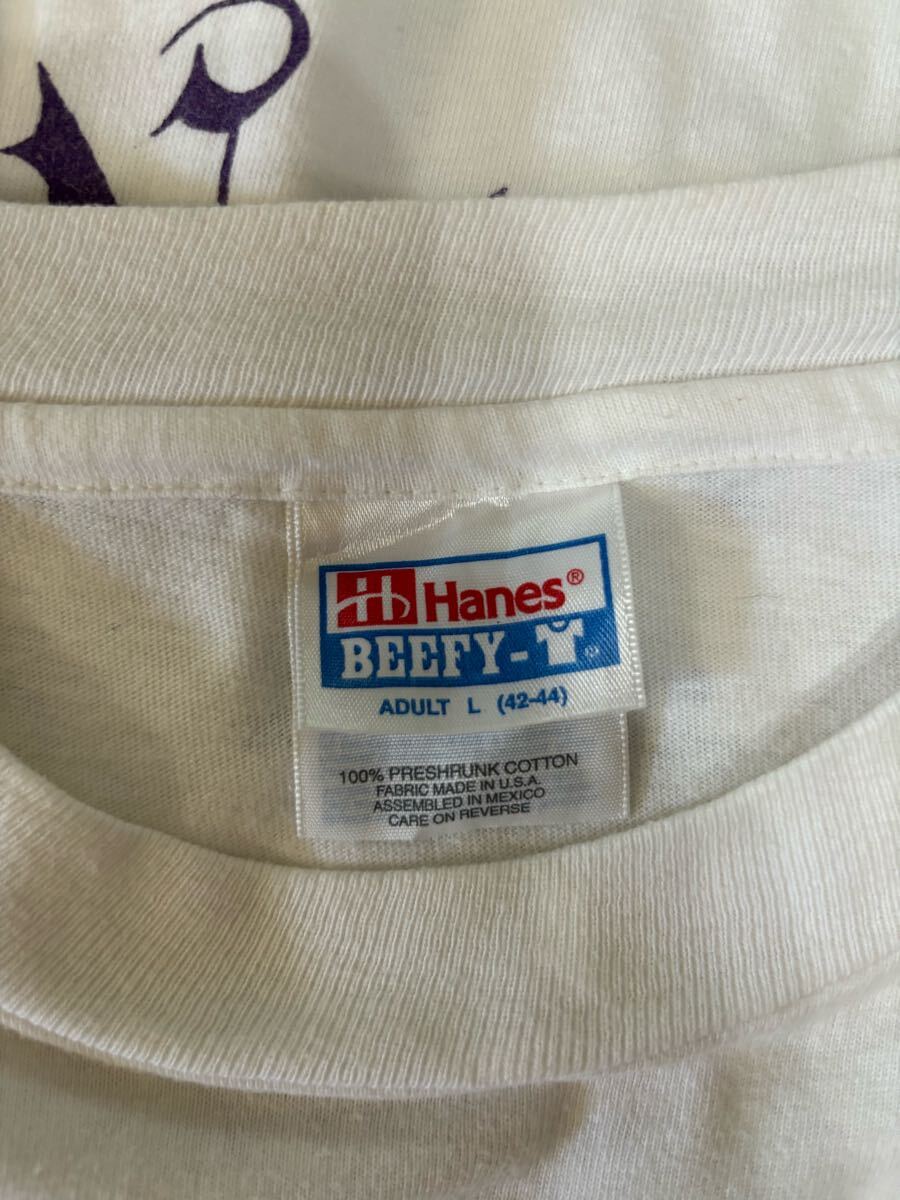 Hanes®
BEEFY-T
ADULT L (42-44)
100% PRESHRUNK COTTON
FABRIC MADE IN U.S.A.
ASSEMBLED IN MEXICO
CARE ON REVERSE